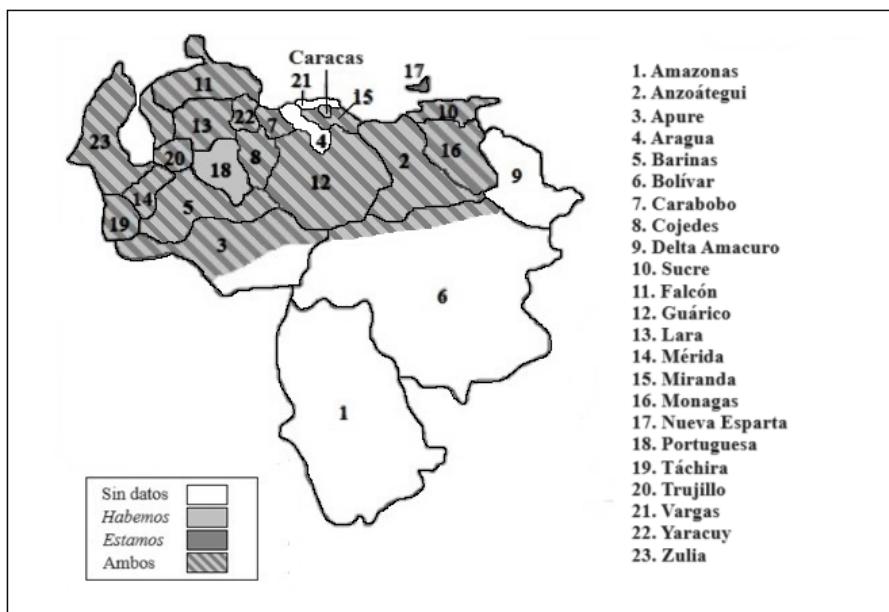 Caracas
17
21
11
15
22
10
7
13
23
4
20
18
8
2
16
12
9
14
5
19
3
6
1
Sin datos
Habemos
Estamos
Ambos
1. Amazonas
2. Anzoátegui
3. Apure
4. Aragua
5. Barinas
6. Bolívar
7. Carabobo
8. Cojedes
9. Delta Amacuro
10. Sucre
11. Falcón
12. Guárico
13. Lara
14. Mérida
15. Miranda
16. Monagas
17. Nueva Esparta
18. Portuguesa
19. Táchira
20. Trujillo
21. Vargas
22. Yaracuy
23. Zulia